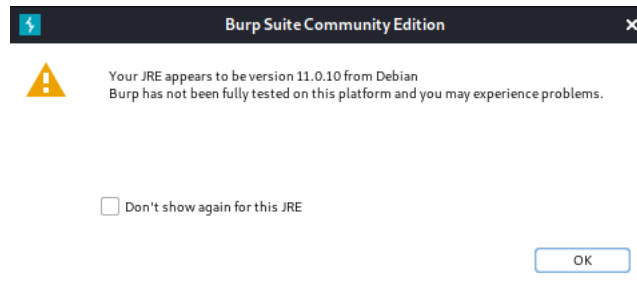 Burp Suite Community Edition
Your JRE appears to be version 11.0.10 from Debian
Burp has not been fully tested on this platform and you may experience problems.
Don't show again for this JRE
OK